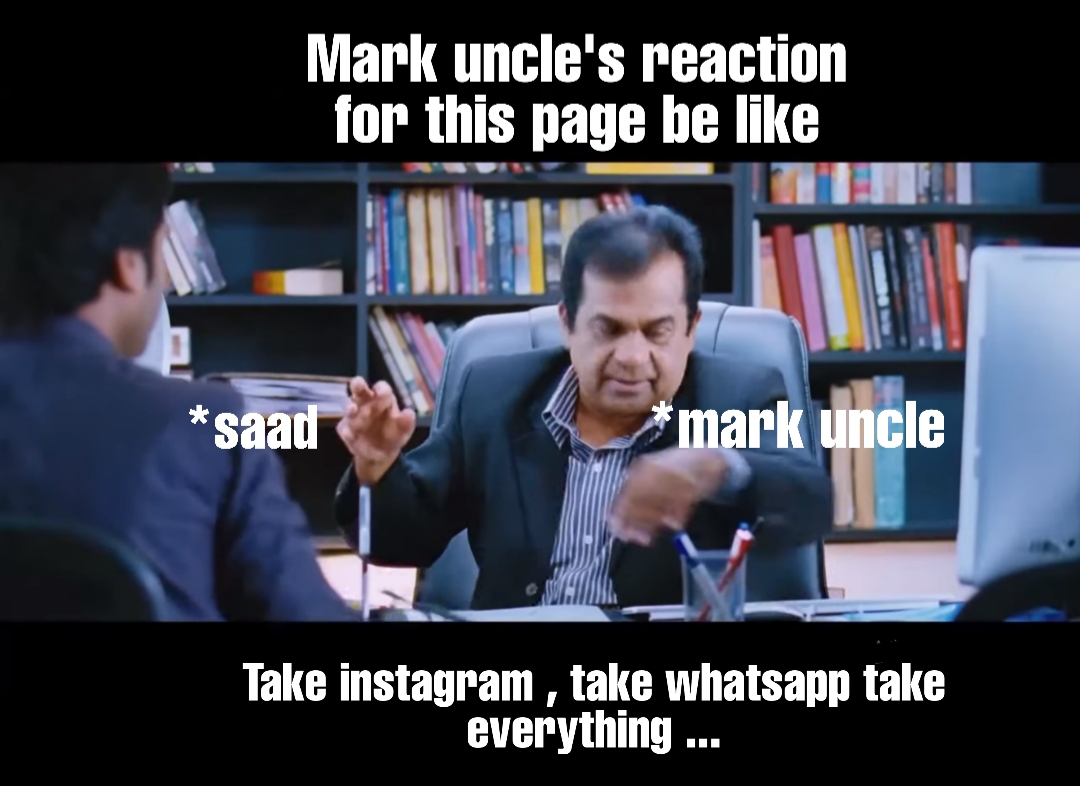 Mark uncle's reaction
for this page be like
*saad
*mark uncle
Take instagram , take whatsapp take
everything ...